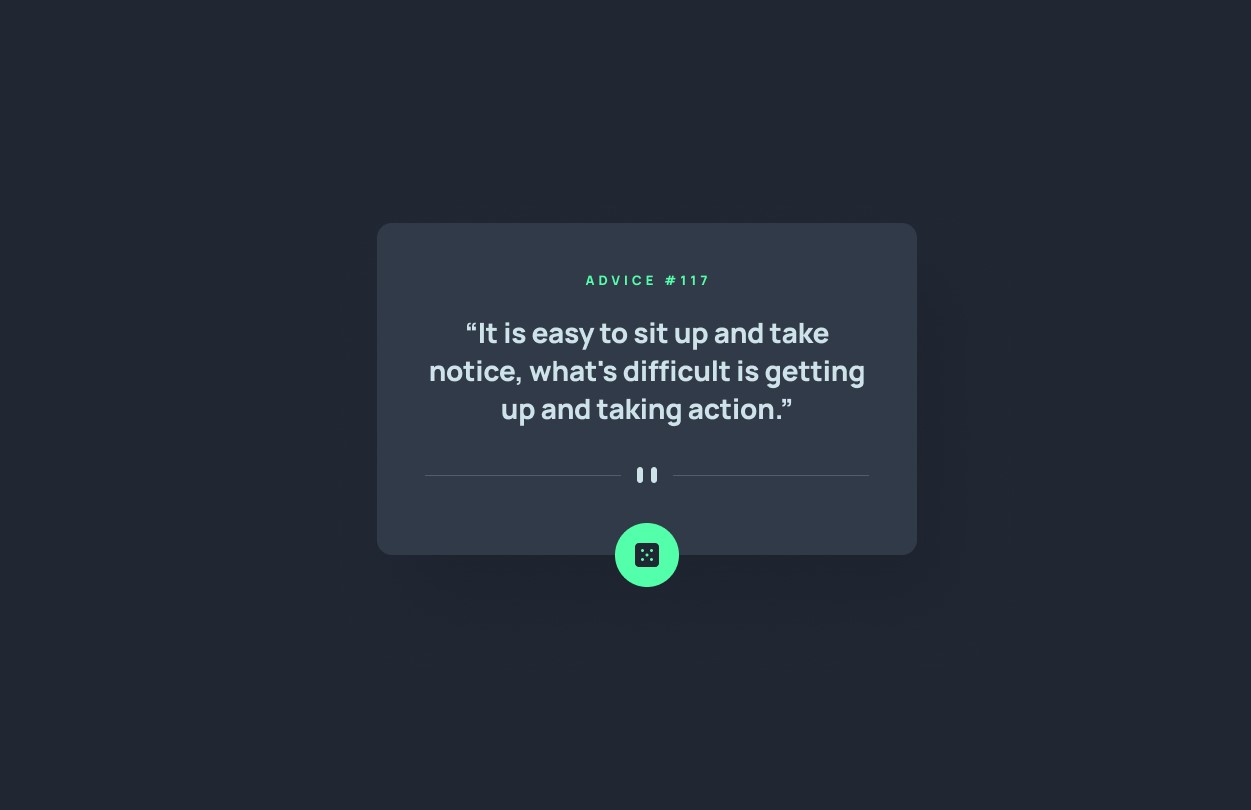 ADVICE #117
“It is easy to sit up and take
notice, what's difficult is getting
up and taking action.”